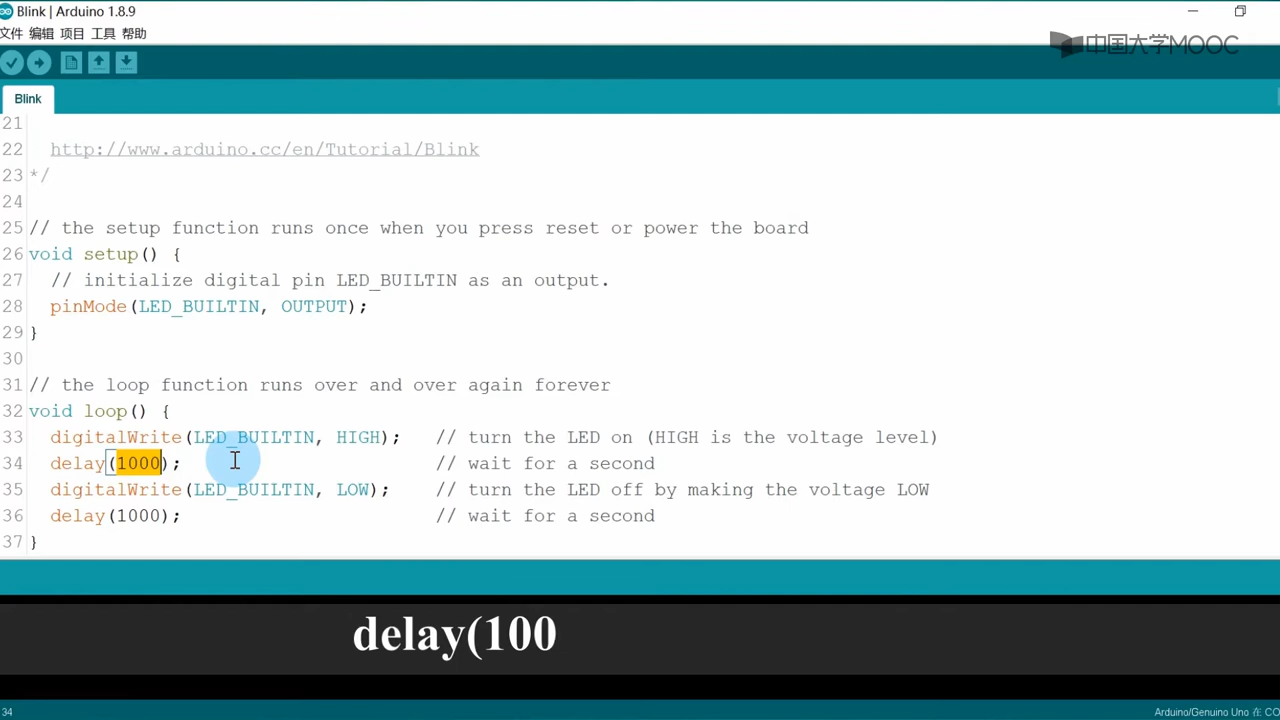 Blink | Arduino 1.8.9
文件 编辑 项目 工具 帮助
中国大学MOOC
Blink
21
22 http://www.arduino.cc/en/Tutorial/Blink
23 */
24
25 // the setup function runs once when you press reset or power the board
26 void setup() {
27 // initialize digital pin LED_BUILTIN as an output.
28 pinMode(LED_BUILTIN, OUTPUT);
29 }
30
31 // the loop function runs over and over again forever
32 void loop() {
33 digitalWrite(LED_BUILTIN, HIGH); // turn the LED on (HIGH is the voltage level)
34 delay(1000); // wait for a second
35 digitalWrite(LED_BUILTIN, LOW); // turn the LED off by making the voltage LOW
36 delay(1000); // wait for a second
37 }
delay(100
34 Arduino/Genuino Uno 在 CO